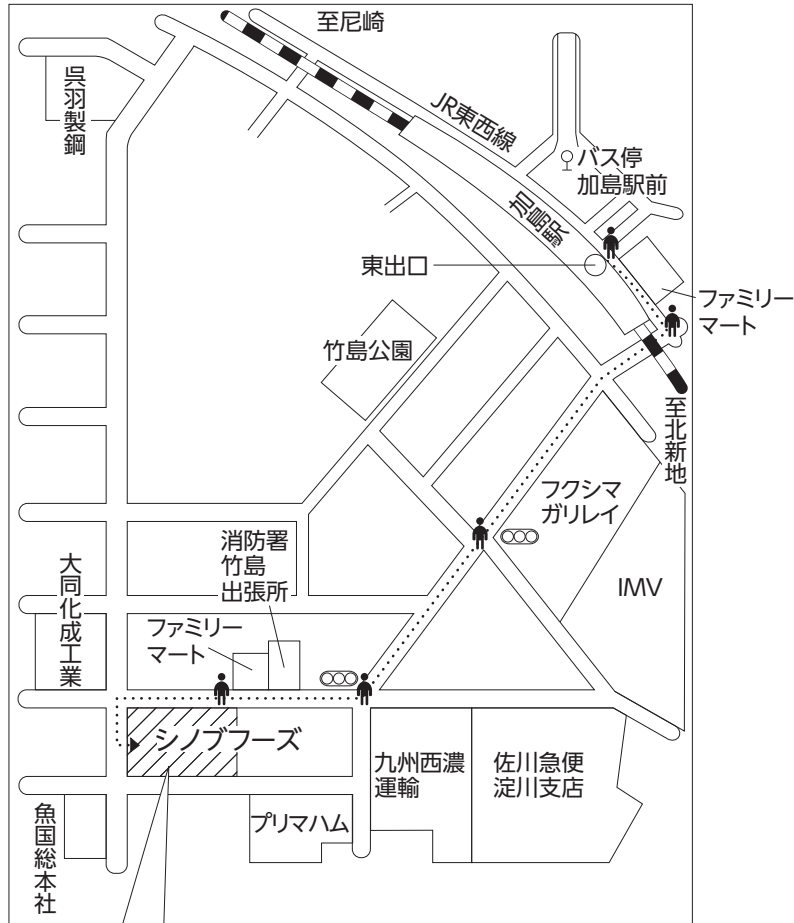 至尼崎
呉羽製鋼
JR東西線
バス停
加島駅前
加島駅
東出口
ファミリー
マート
竹島公園
至北新地
フクシマ
ガリレイ
消防署
竹島
出張所
IMV
大同化成工業
ファミリー
マート
シノブフーズ
九州西濃
運輸
佐川急便
淀川支店
プリマハム
魚国総本社